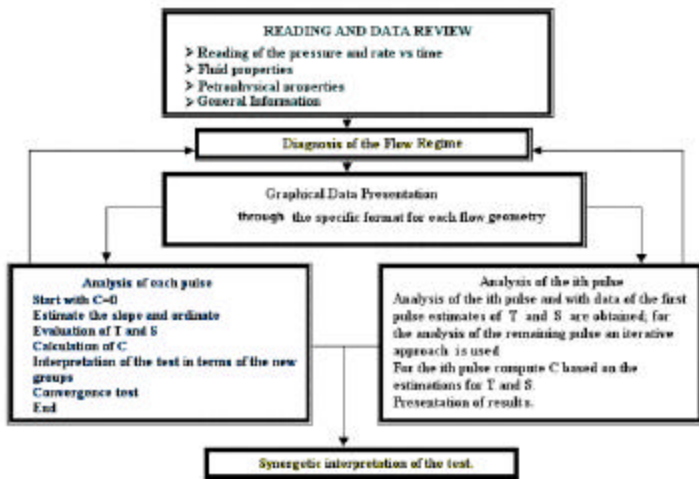 READING AND DATA REVIEW
➢ Reading of the pressure and rate vs time
➢ Fluid properties
➢ Petrophysical properties
➢ General Information
Diagnosis of the Flow Regime
Graphical Data Presentation
through the specific format for each flow geometry
Analysis of each pulse
Start with C=0
Estimate the slope and ordinate
Evaluation of T and S
Calculation of C
Interpretation of the test in terms of the new
groups
Convergence test
End
Analysis of the ith pulse
Analysis of the ith pulse and with data of the first
pulse estimates of T and S are obtained; for
the analysis of the remaining pulse an iterative
approach is used
For the ith pulse compute C based on the
estimations for T and S.
Presentation of results.
Synergetic interpretation of the test.